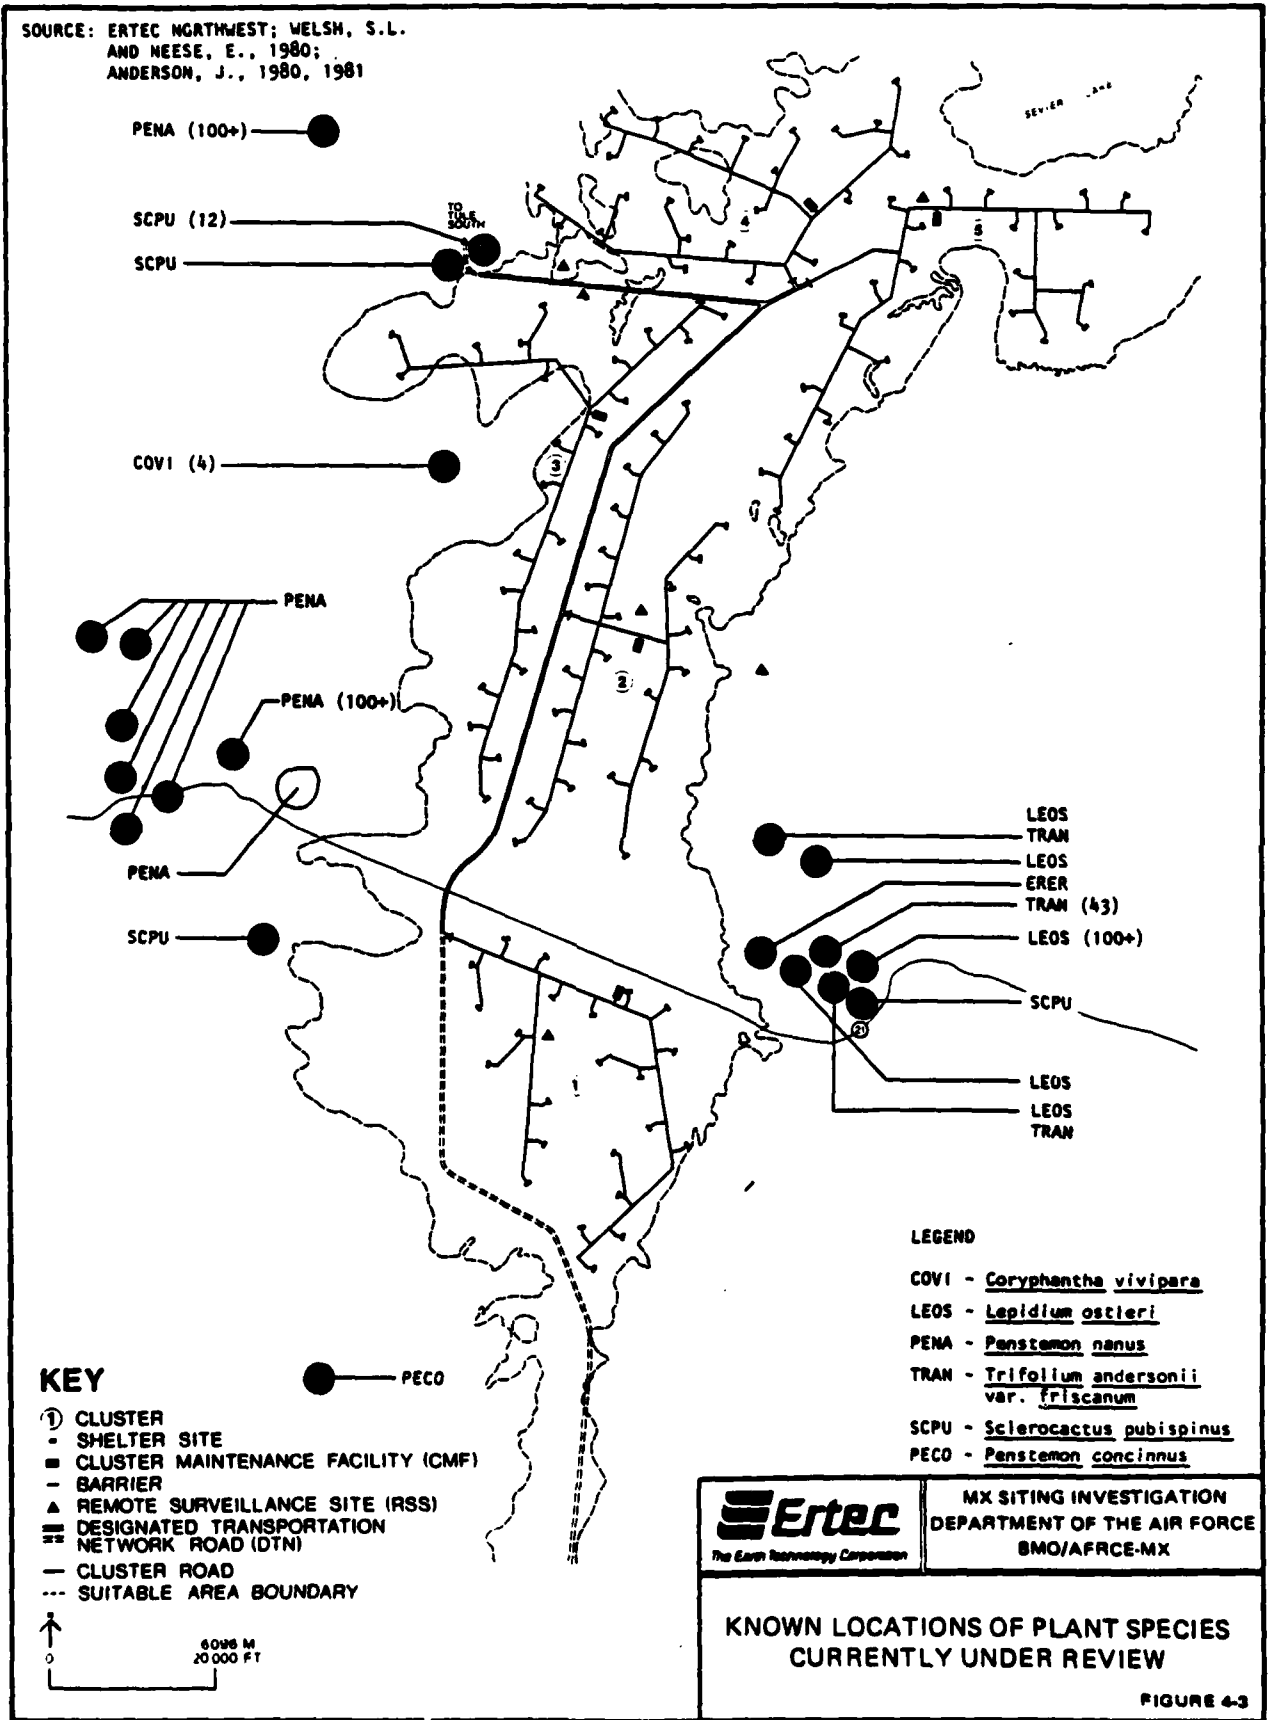 SOURCE: ERTEC NORTHWEST; WELSH, S.L.
AND NEESE, E., 1980;
ANDERSON, J., 1980, 1981
SEVIER LAKE
PENA (100+)
SCPU (12)
TO
TULE
SOUTH
SCPU
4
5
COVI (4)
3
PENA
2
PENA (100+)
PENA
SCPU
LEOS
TRAN
LEOS
ERER
TRAN (43)
LEOS (100+)
SCPU
21
LEOS
LEOS
TRAN
1
PECO
LEGEND
COVI - Coryphantha vivipara
LEOS - Lepidium ostleri
PENA - Penstemon nanus
TRAN - Trifolium andersonii
var. friscanum
SCPU - Sclerocactus pubispinus
PECO - Penstemon concinnus
KEY
1 CLUSTER
SHELTER SITE
CLUSTER MAINTENANCE FACILITY (CMF)
BARRIER
REMOTE SURVEILLANCE SITE (RSS)
DESIGNATED TRANSPORTATION
NETWORK ROAD (DTN)
CLUSTER ROAD
SUITABLE AREA BOUNDARY
6096 M
0 20 000 FT
Ertec
The Earth Technology Corporation
MX SITING INVESTIGATION
DEPARTMENT OF THE AIR FORCE
BMO/AFRCE-MX
KNOWN LOCATIONS OF PLANT SPECIES
CURRENTLY UNDER REVIEW
FIGURE 4-3